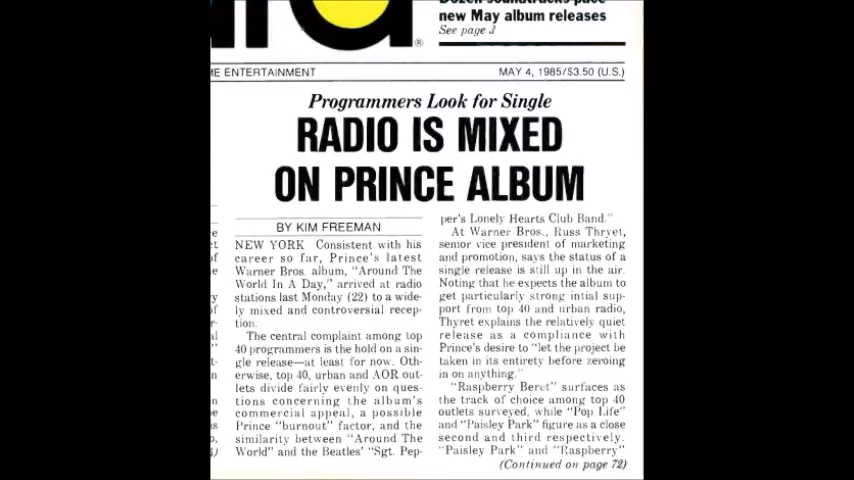 Dozen soundtracks pace
new May album releases
See page 3
®
ME ENTERTAINMENT
MAY 4, 1985/$3.50 (U.S.)
Programmers Look for Single
RADIO IS MIXED
ON PRINCE ALBUM
BY KIM FREEMAN
NEW YORK Consistent with his
career so far, Prince's latest
Warner Bros. album, "Around The
World In A Day," arrived at radio
stations last Monday (22) to a wide-
ly mixed and controversial recep-
tion.
The central complaint among top
40 programmers is the hold on a sin-
gle release—at least for now. Oth-
erwise, top 40, urban and AOR out-
lets divide fairly evenly on ques-
tions concerning the album's
commercial appeal, a possible
Prince "burnout" factor, and the
similarity between "Around The
World" and the Beatles' "Sgt. Pep-
per's Lonely Hearts Club Band."
At Warner Bros., Russ Thryet,
senior vice president of marketing
and promotion, says the status of a
single release is still up in the air.
Noting that he expects the album to
get particularly strong intial sup-
port from top 40 and urban radio,
Thyret explains the relatively quiet
release as a compliance with
Prince's desire to "let the project be
taken in its entirety before zeroing
in on anything."
"Raspberry Beret" surfaces as
the track of choice among top 40
outlets surveyed, while "Pop Life"
and "Paisley Park" figure as a close
second and third respectively.
"Paisley Park" and "Raspberry"
(Continued on page 72)